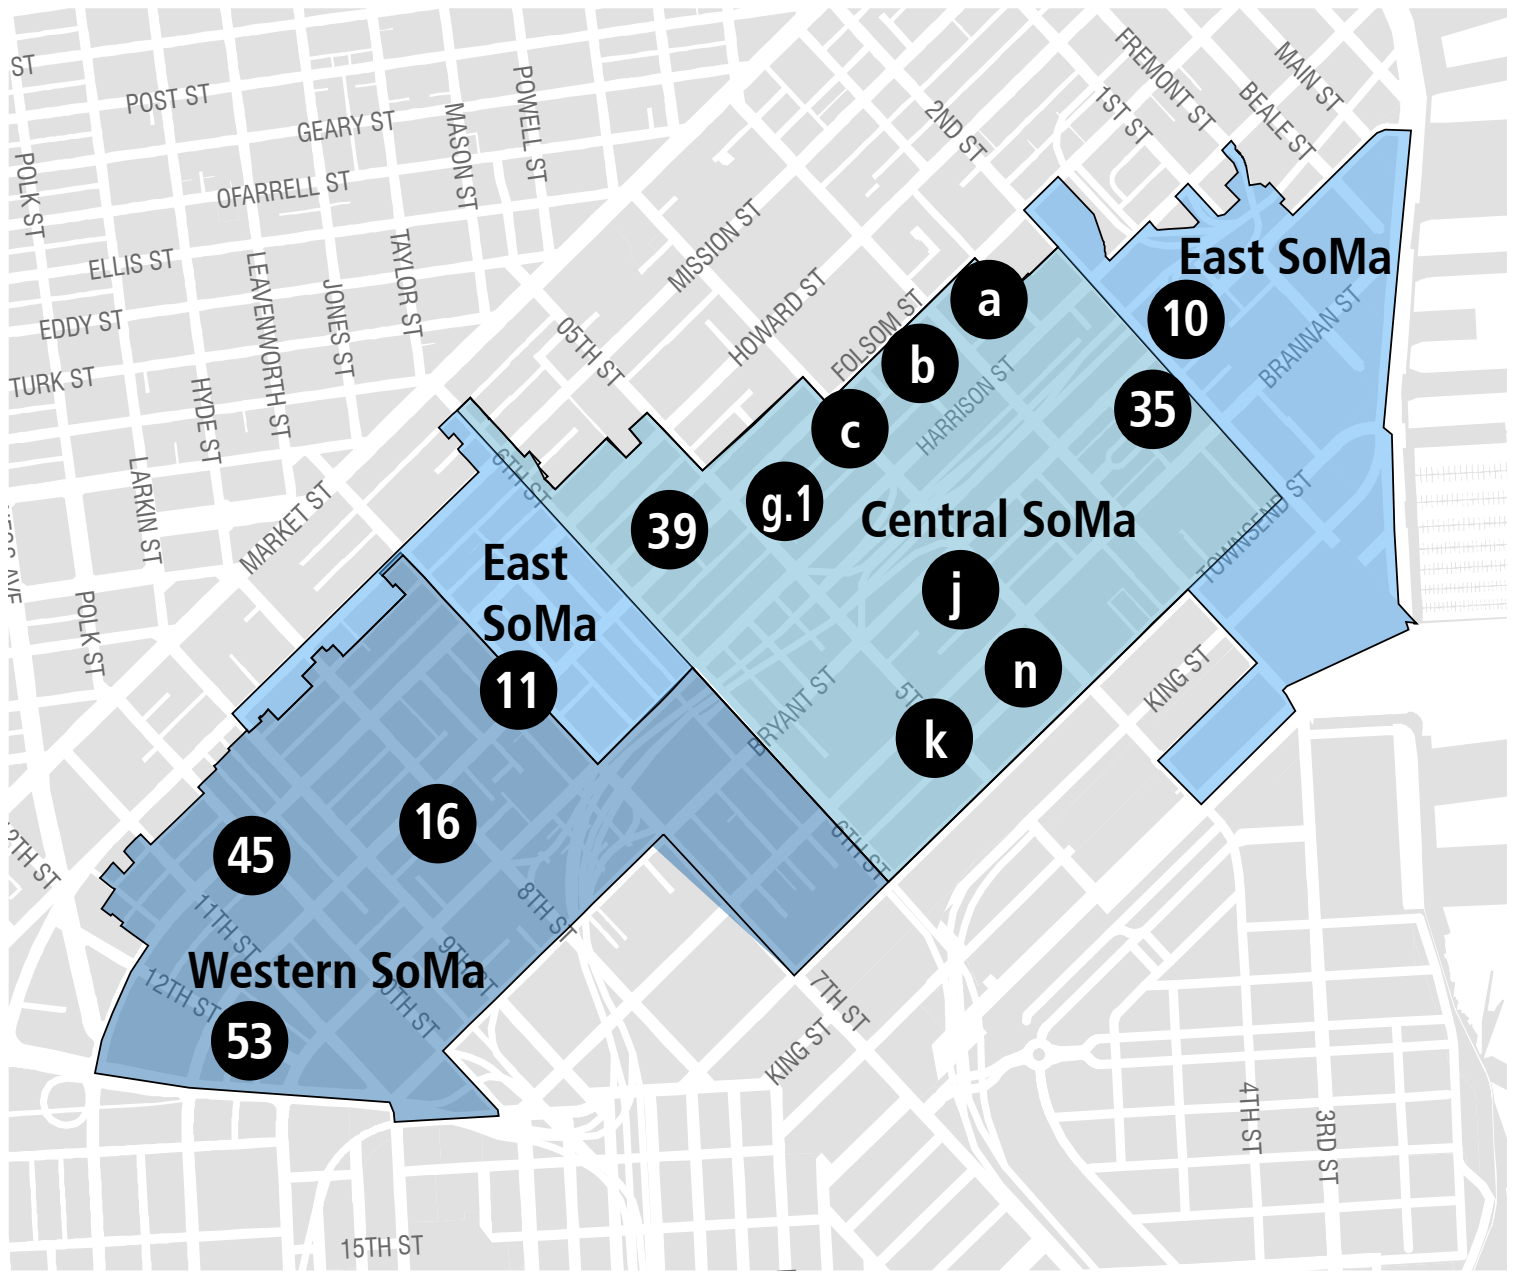 ST
POST ST
GEARY ST
OFARRELL ST
ELLIS ST
EDDY ST
TURK ST
POLK ST
LARKIN ST
HYDE ST
LEAVENWORTH ST
JONES ST
TAYLOR ST
MASON ST
POWELL ST
MARKET ST
MISSION ST
HOWARD ST
FOLSOM ST
HARRISON ST
05TH ST
2ND ST
1ST ST
FREMONT ST
BEALE ST
MAIN ST
East SoMa
10
35
BRANNAN ST
TOWNSEND ST
a
b
c
g.1
39
Central SoMa
j
n
k
6TH ST
East
SoMa
11
POLK ST
BRYANT ST
KING ST
6TH ST
16
45
8TH ST
9TH ST
11TH ST
12TH ST
Western SoMa
53
7TH ST
KING ST
4TH ST
3RD ST
15TH ST